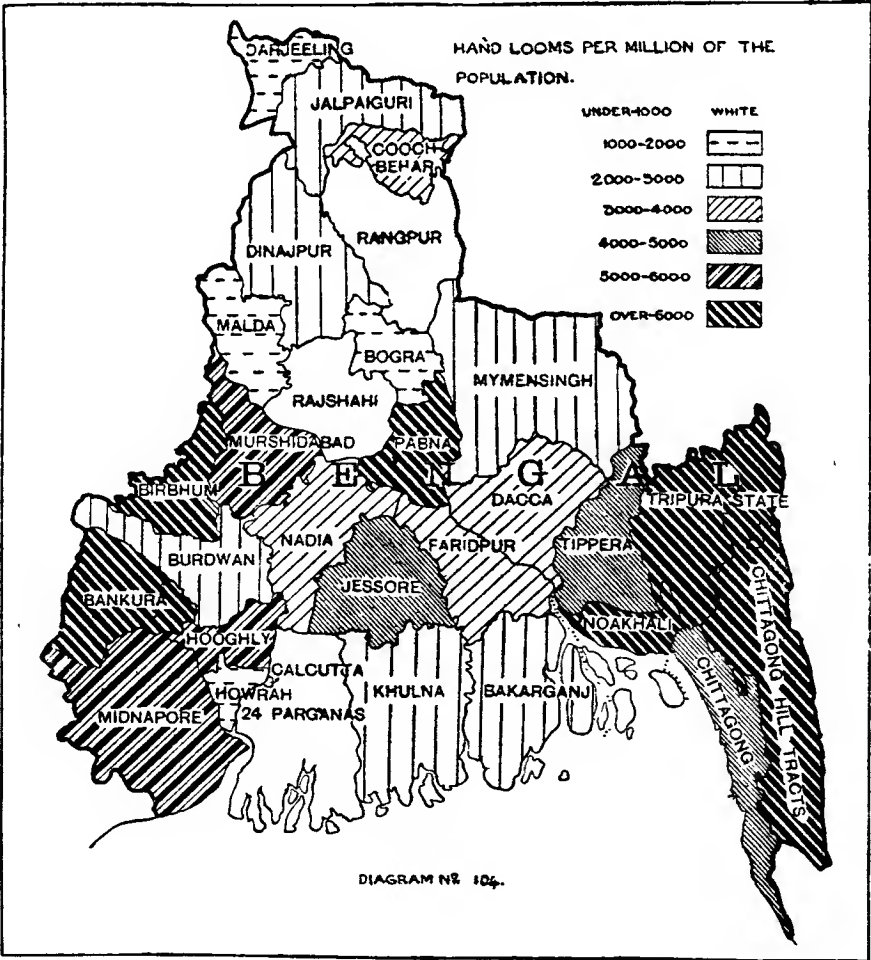 HAND LOOMS PER MILLION OF THE
POPULATION.
UNDER-1000 WHITE
1000-2000
2000-3000
3000-4000
4000-5000
5000-6000
OVER-6000
DARJEELING
JALPAIGURI
COOCH
BEHAR
RANGPUR
DINAJPUR
MALDA
BOGRA
MYMENSINGH
RAJSHAHI
MURSHIDABAD
PABNA
BENGAL
BIRBHUM
DACCA
TRIPURA STATE
NADIA
FARIDPUR
TIPPERA
BURDWAN
JESSORE
BANKURA
NOAKHALI
CHITTAGONG HILL TRACTS
HOOGHLY
CALCUTTA
HOWRAH
KHULNA
BAKARGANJ
CHITTAGONG
MIDNAPORE
24 PARGANAS
DIAGRAM Nº 104.